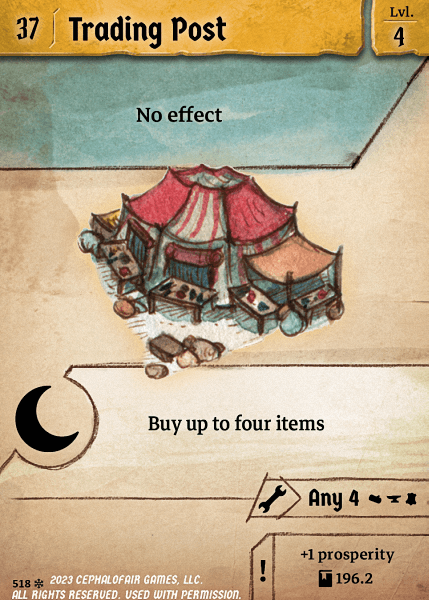 37 Trading Post
Lvl.
4
No effect
Buy up to four items
Any 4
! +1 prosperity
196.2
518 ✻ 2023 CEPHALOFAIR GAMES, LLC.
ALL RIGHTS RESERVED. USED WITH PERMISSION.